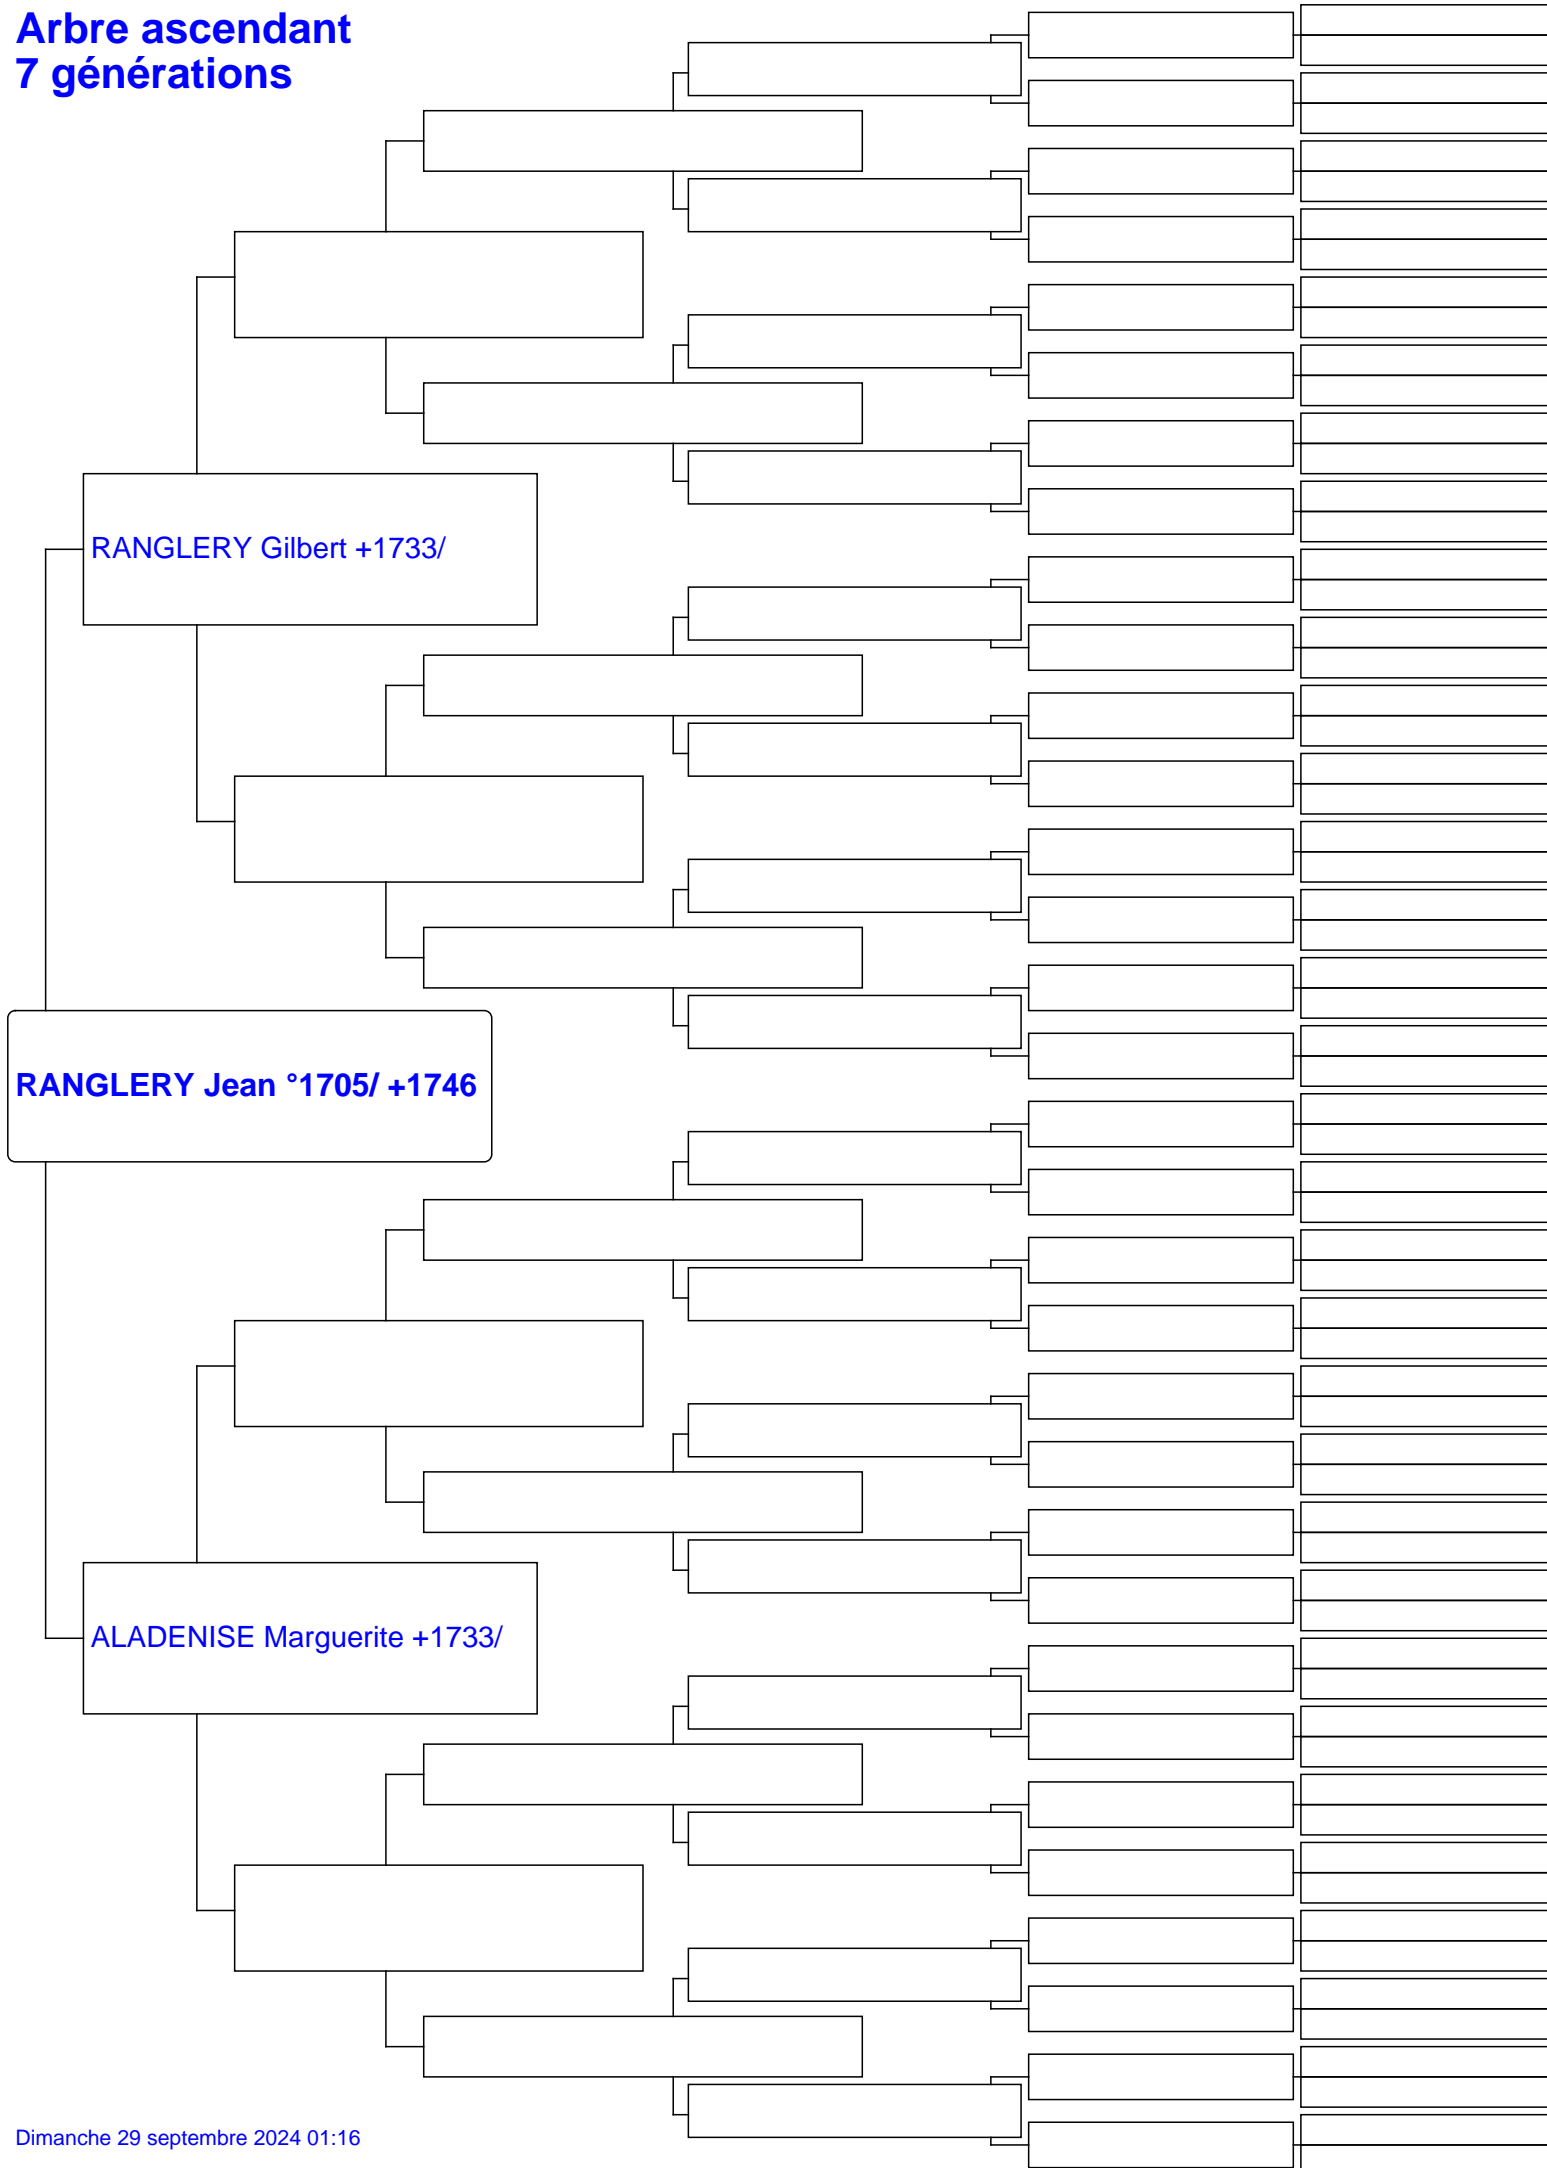 Arbre ascendant
7 générations
RANGLERY Gilbert +1733/
RANGLERY Jean °1705/ +1746
ALADENISE Marguerite +1733/
Dimanche 29 septembre 2024 01:16